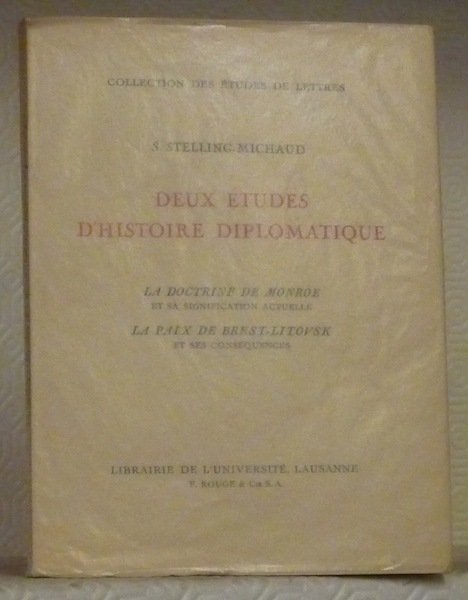 COLLECTION DES ÉTUDES DE LETTRES
S. STELLING-MICHAUD
DEUX ÉTUDES
D'HISTOIRE DIPLOMATIQUE
LA DOCTRINE DE MONROE
ET SA SIGNIFICATION ACTUELLE
LA PAIX DE BREST-LITOVSK
ET SES CONSÉQUENCES
LIBRAIRIE DE L'UNIVERSITÉ, LAUSANNE
F. ROUGE & Cie S. A.